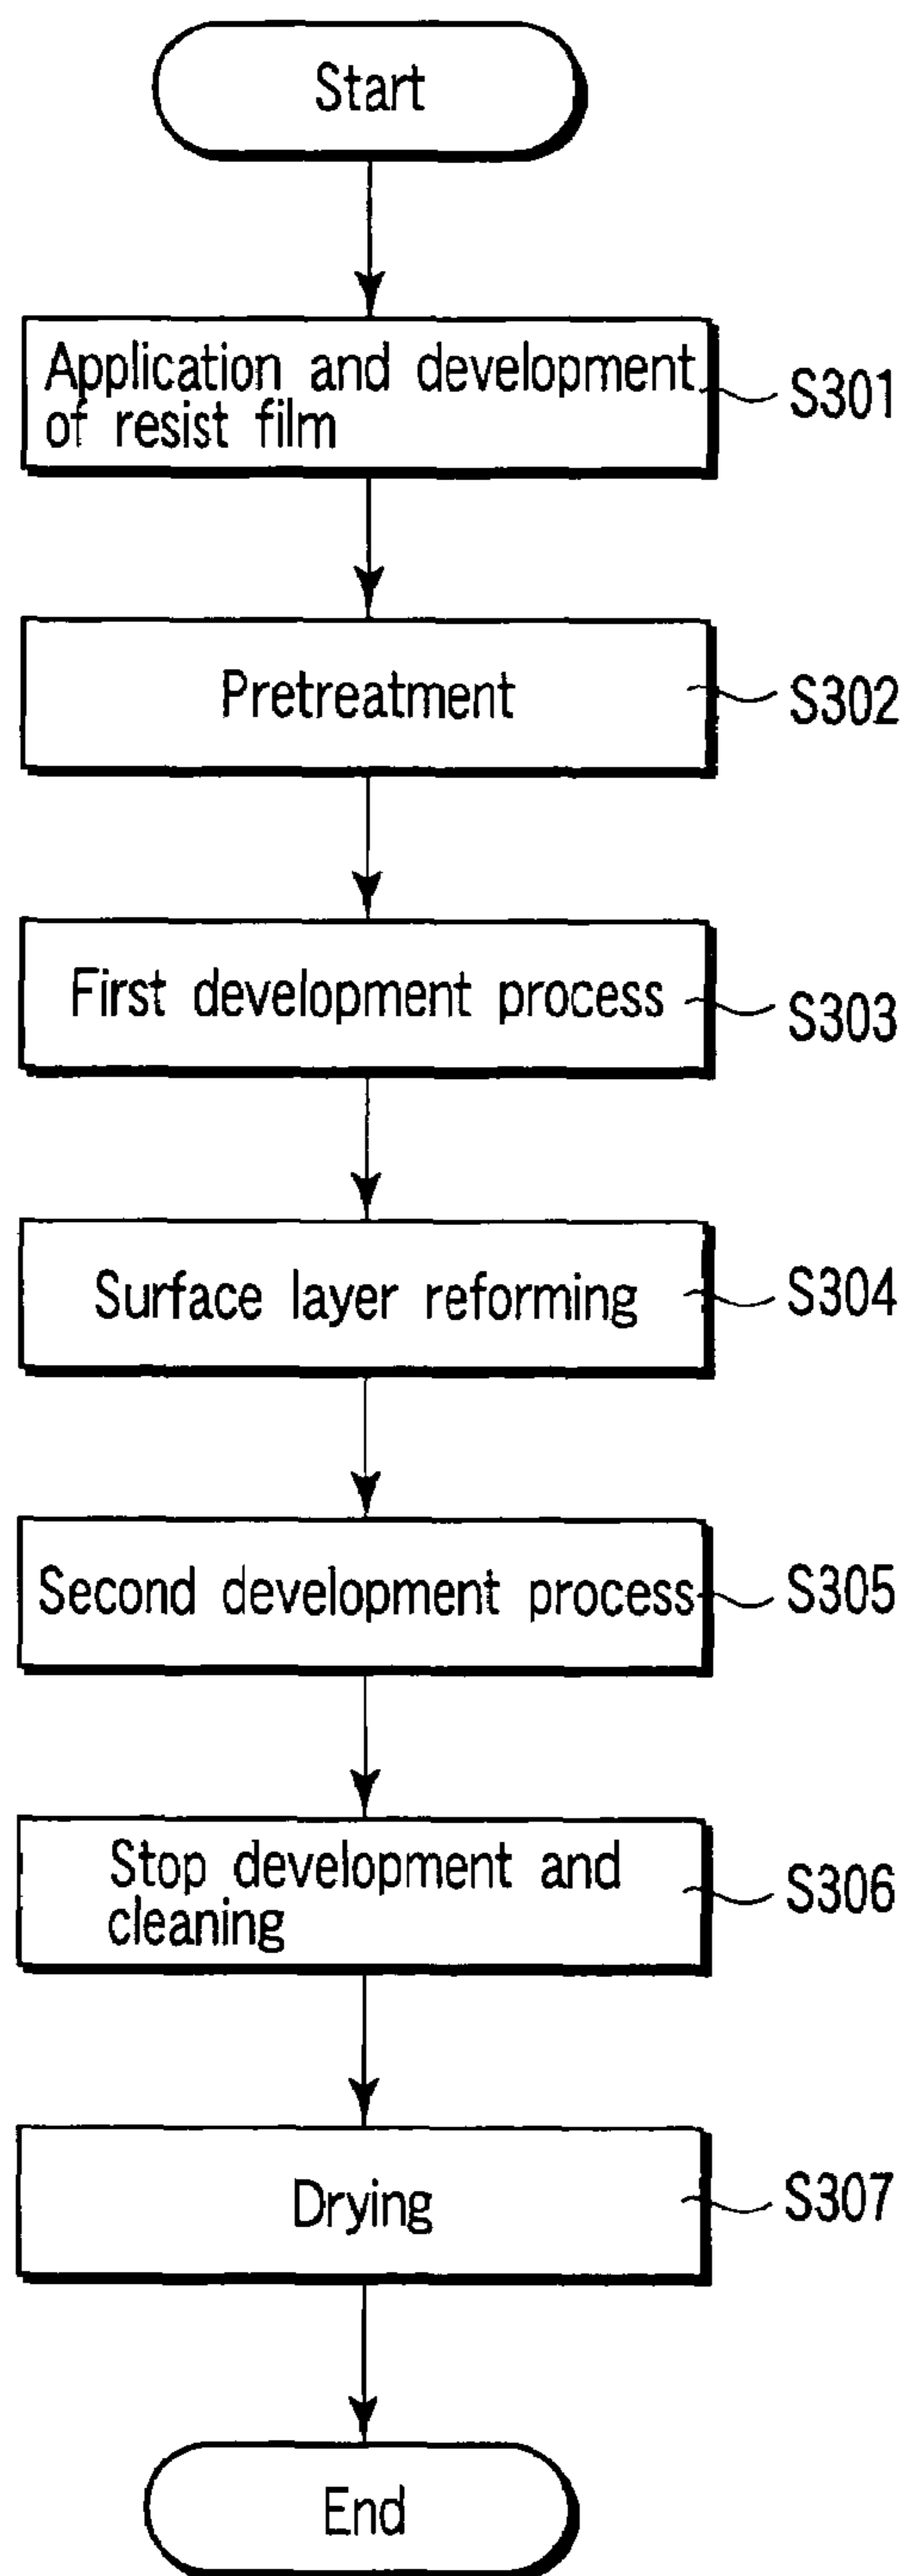 Start
Application and development
of resist film
S301
Pretreatment
S302
First development process
S303
Surface layer reforming
S304
Second development process
S305
Stop development and
cleaning
S306
Drying
S307
End